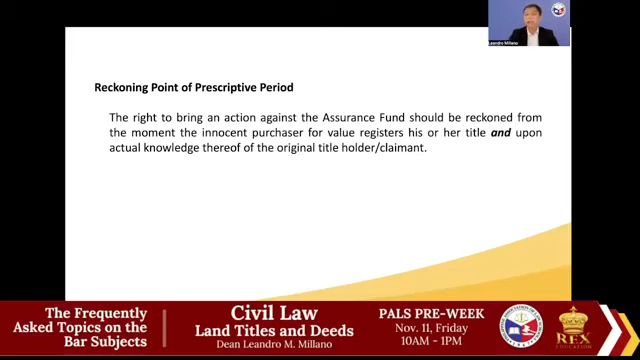 Leandro Millano
Reckoning Point of Prescriptive Period
The right to bring an action against the Assurance Fund should be reckoned from
the moment the innocent purchaser for value registers his or her title and upon
actual knowledge thereof of the original title holder/claimant.
The Frequently
Asked Topics on the
Bar Subjects
Civil Law
Land Titles and Deeds
Dean Leandro M. Millano
PALS PRE-WEEK
Nov. 11, Friday
10AM - 1PM
REX
EDUCATION